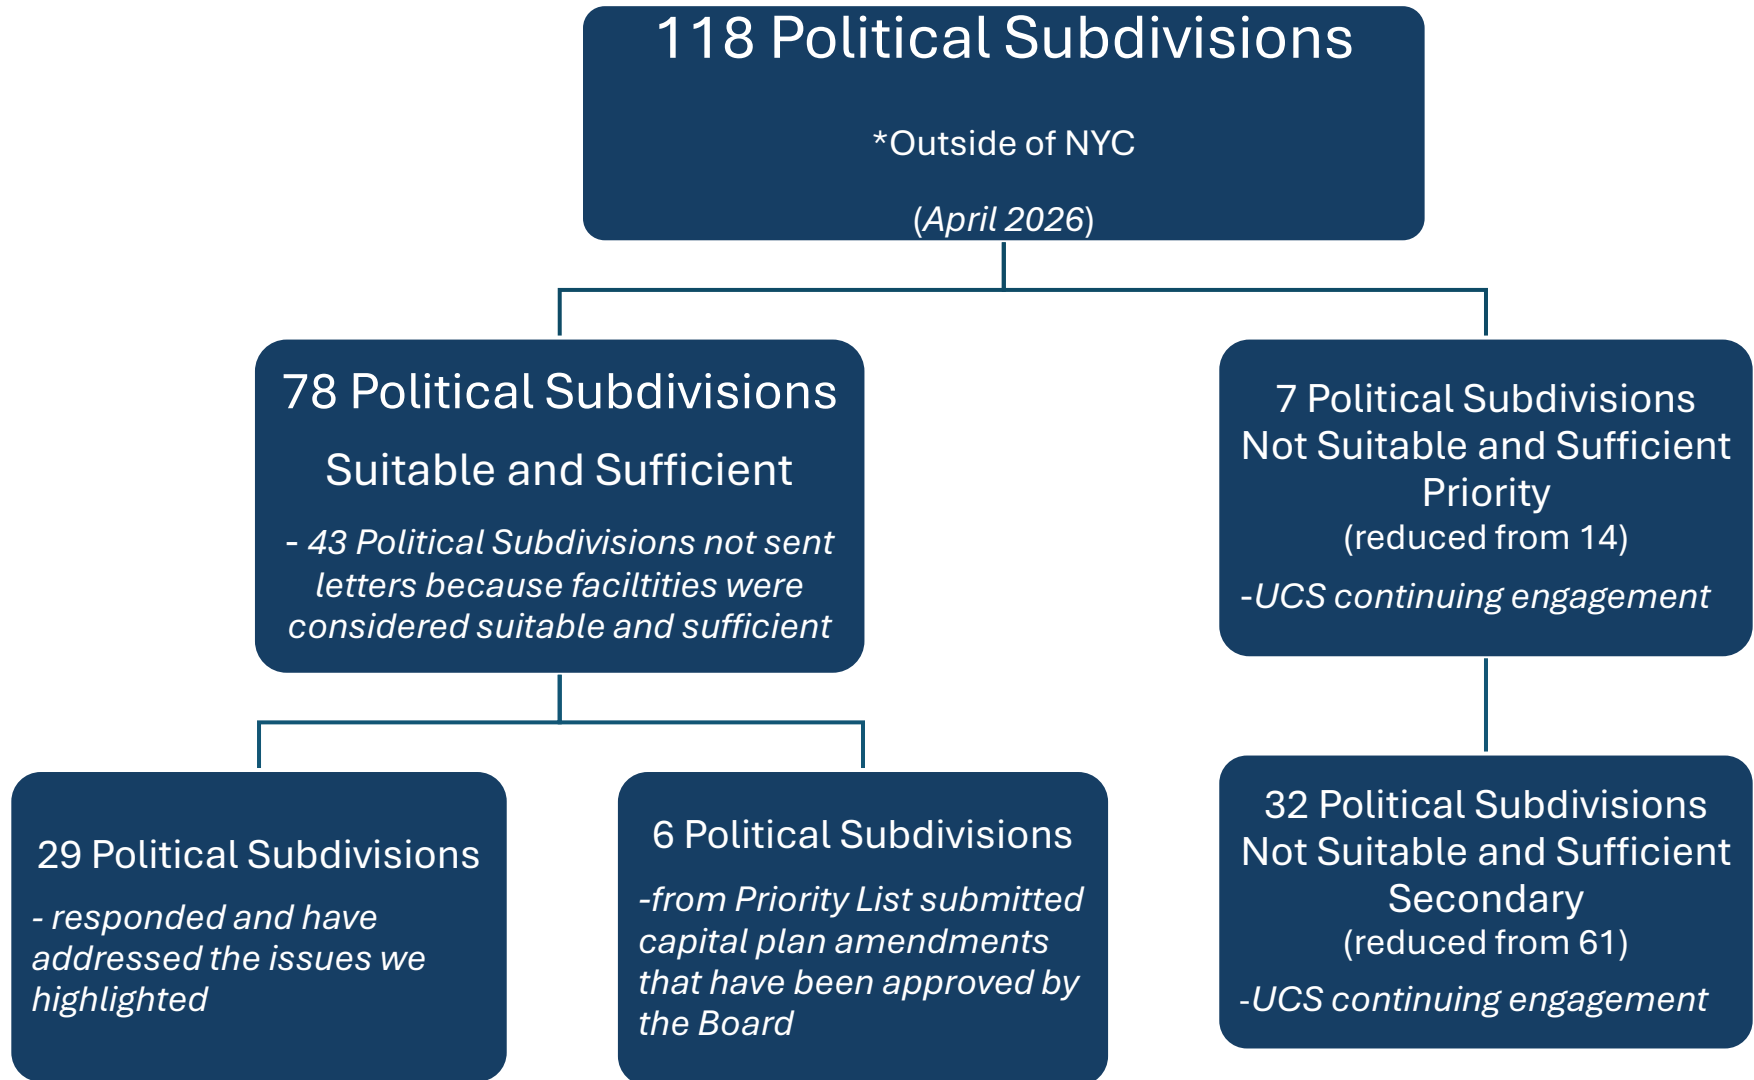 118 Political Subdivisions
*Outside of NYC
(April 2026)
78 Political Subdivisions
Suitable and Sufficient
- 43 Political Subdivisions not sent
letters because faciltities were
considered suitable and sufficient
7 Political Subdivisions
Not Suitable and Sufficient
Priority
(reduced from 14)
-UCS continuing engagement
29 Political Subdivisions
- responded and have
addressed the issues we
highlighted
6 Political Subdivisions
-from Priority List submitted
capital plan amendments
that have been approved by
the Board
32 Political Subdivisions
Not Suitable and Sufficient
Secondary
(reduced from 61)
-UCS continuing engagement